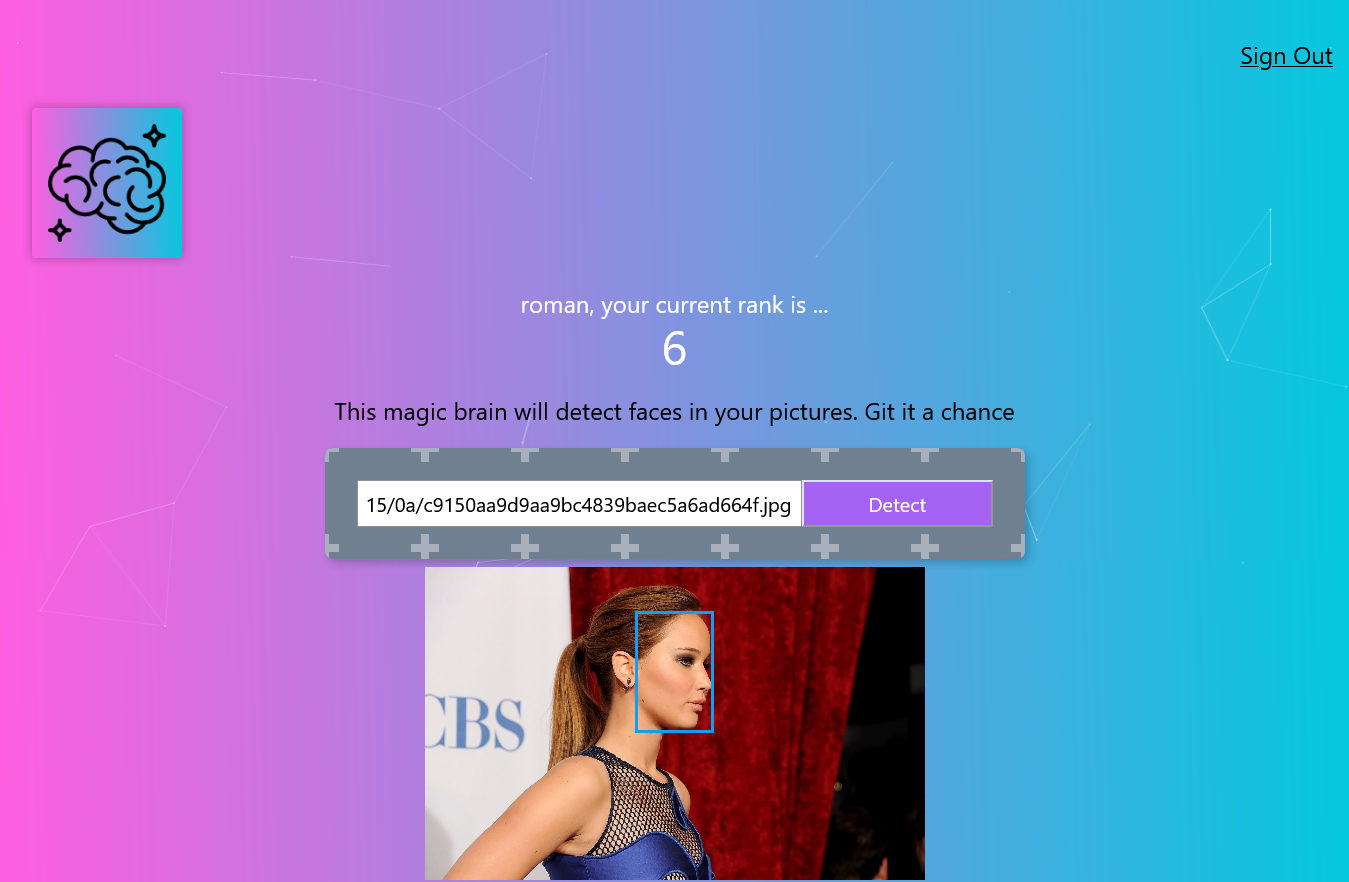 Sign Out
roman, your current rank is ...
6
This magic brain will detect faces in your pictures. Git it a chance
15/0a/c9150aa9d9aa9bc4839baec5a6ad664f.jpg
Detect
CBS